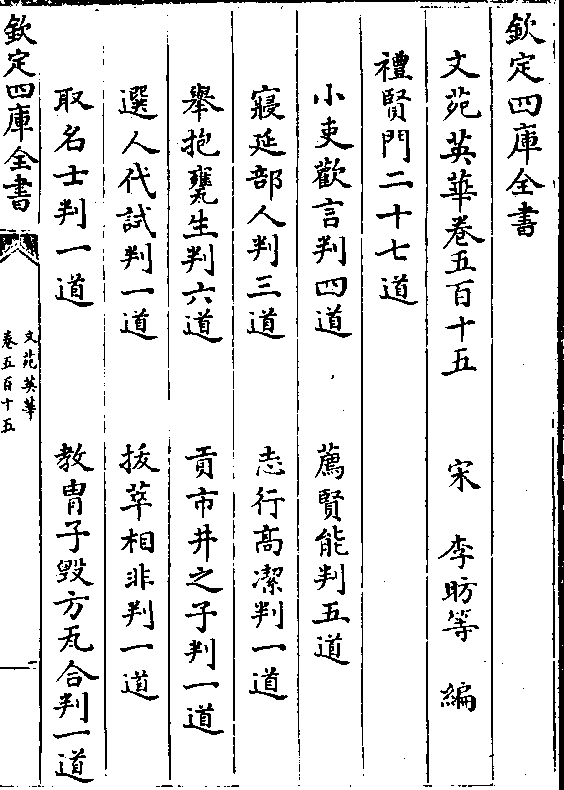 欽定四庫全書
文苑英華卷五百十五　宋　李昉等　編
禮賢門二十七道
小吏歡言判四道　薦賢能判五道
寢延部人判三道　志行高潔判一道
舉抱甕生判六道　貢市井之子判一道
選人代試判一道　拔萃相非判一道
取名士判一道　教胄子毀方瓦合判一道
欽定四庫全書
文苑英華
卷五百十五